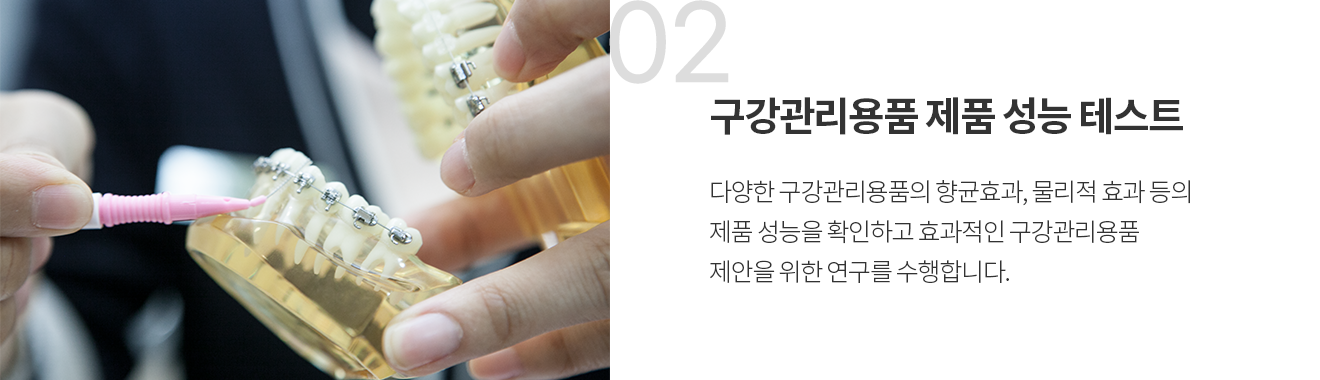 02
구강관리용품 제품 성능 테스트
다양한 구강관리용품의 향균효과, 물리적 효과 등의
제품 성능을 확인하고 효과적인 구강관리용품
제안을 위한 연구를 수행합니다.